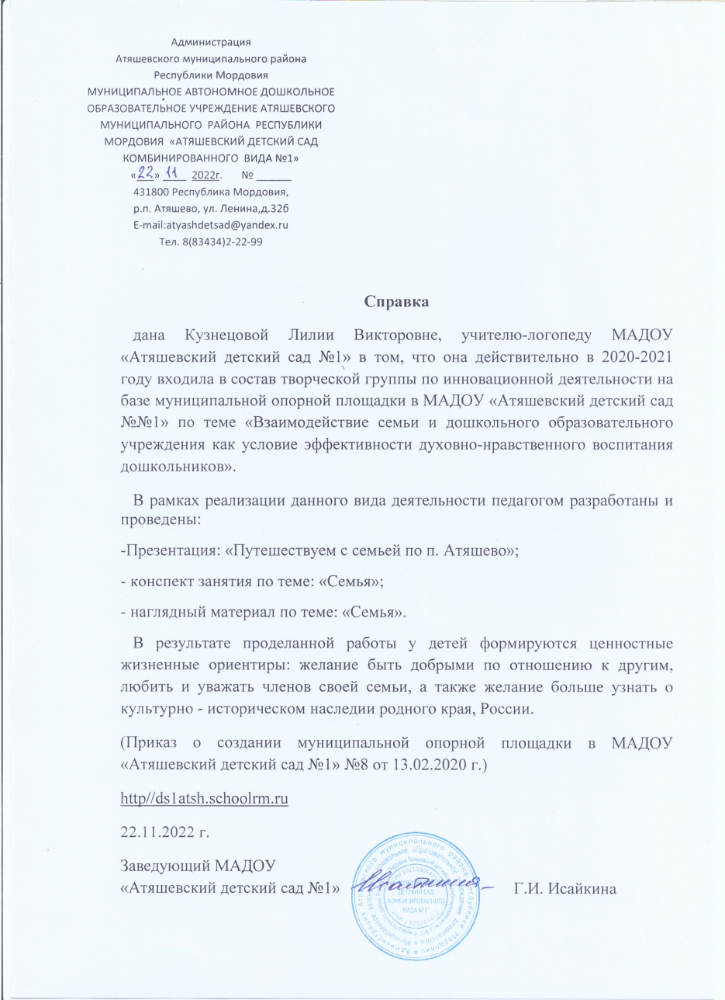 Администрация
Атяшевского муниципального района
Республики Мордовия
МУНИЦИПАЛЬНОЕ АВТОНОМНОЕ ДОШКОЛЬНОЕ
ОБРАЗОВАТЕЛЬНОЕ УЧРЕЖДЕНИЕ АТЯШЕВСКОГО
МУНИЦИПАЛЬНОГО РАЙОНА РЕСПУБЛИКИ
МОРДОВИЯ «АТЯШЕВСКИЙ ДЕТСКИЙ САД
КОМБИНИРОВАННОГО ВИДА №1»
«22» 11 2022г. № ______
431800 Республика Мордовия,
р.п. Атяшево, ул. Ленина,д.32б
E-mail:atyashdetsad@yandex.ru
Тел. 8(83434)2-22-99
Справка
дана Кузнецовой Лилии Викторовне, учителю-логопеду МАДОУ
«Атяшевский детский сад №1» в том, что она действительно в 2020-2021
году входила в состав творческой группы по инновационной деятельности на
базе муниципальной опорной площадки в МАДОУ «Атяшевский детский сад
№№1» по теме «Взаимодействие семьи и дошкольного образовательного
учреждения как условие эффективности духовно-нравственного воспитания
дошкольников».
В рамках реализации данного вида деятельности педагогом разработаны и
проведены:
-Презентация: «Путешествуем с семьей по п. Атяшево»;
- конспект занятия по теме: «Семья»;
- наглядный материал по теме: «Семья».
В результате проделанной работы у детей формируются ценностные
жизненные ориентиры: желание быть добрыми по отношению к другим,
любить и уважать членов своей семьи, а также желание больше узнать о
культурно - историческом наследии родного края, России.
(Приказ о создании муниципальной опорной площадки в МАДОУ
«Атяшевский детский сад №1» №8 от 13.02.2020 г.)
http//ds1atsh.schoolrm.ru
22.11.2022 г.
Заведующий МАДОУ
«Атяшевский детский сад №1» Г.И. Исайкина
ДЕТСКИЙ САД
КОМБИНИРОВАННОГО
ВИДА №1"